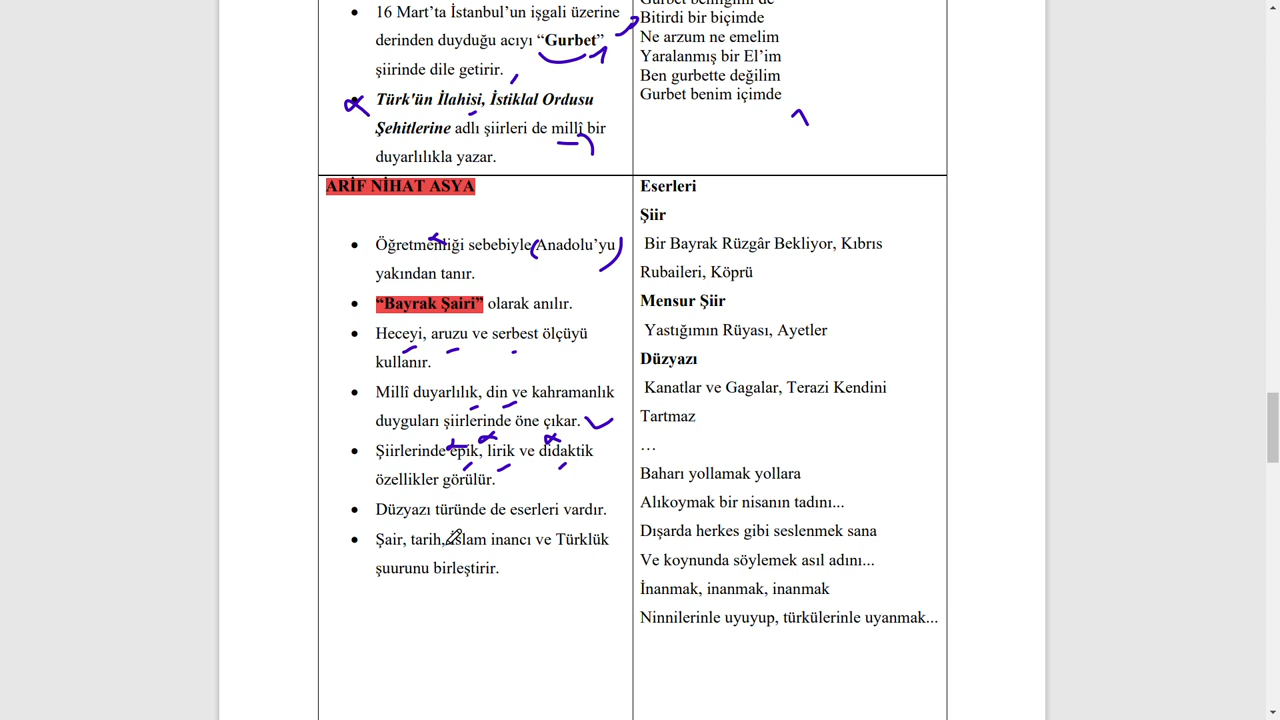 16 Mart’ta İstanbul’un işgali üzerine
derinden duyduğu acıyı “Gurbet”
şiirinde dile getirir.
Türk'ün İlahisi, İstiklal Ordusu
Şehitlerine adlı şiirleri de millî bir
duyarlılıkla yazar.
Gurbet benliğimi de
Bitirdi bir biçimde
Ne arzum ne emelim
Yaralanmış bir El’im
Ben gurbette değilim
Gurbet benim içimde
ARİF NİHAT ASYA
Öğretmenliği sebebiyle Anadolu’yu
yakından tanır.
“Bayrak Şairi” olarak anılır.
Heceyi, aruzu ve serbest ölçüyü
kullanır.
Millî duyarlılık, din ve kahramanlık
duyguları şiirlerinde öne çıkar.
Şiirlerinde epik, lirik ve didaktik
özellikler görülür.
Düzyazı türünde de eserleri vardır.
Şair, tarih, İslam inancı ve Türklük
şuurunu birleştirir.
Eserleri
Şiir
Bir Bayrak Rüzgâr Bekliyor, Kıbrıs
Rubaileri, Köprü
Mensur Şiir
Yastığımın Rüyası, Ayetler
Düzyazı
Kanatlar ve Gagalar, Terazi Kendini
Tartmaz
…
Baharı yollamak yollara
Alıkoymak bir nisanın tadını...
Dışarda herkes gibi seslenmek sana
Ve koynunda söylemek asıl adını...
İnanmak, inanmak, inanmak
Ninnilerinle uyuyup, türkülerinle uyanmak...